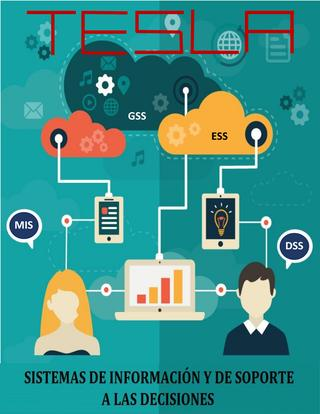 TESLA
GSS
ESS
MIS
DSS
SISTEMAS DE INFORMACIÓN Y DE SOPORTE
A LAS DECISIONES